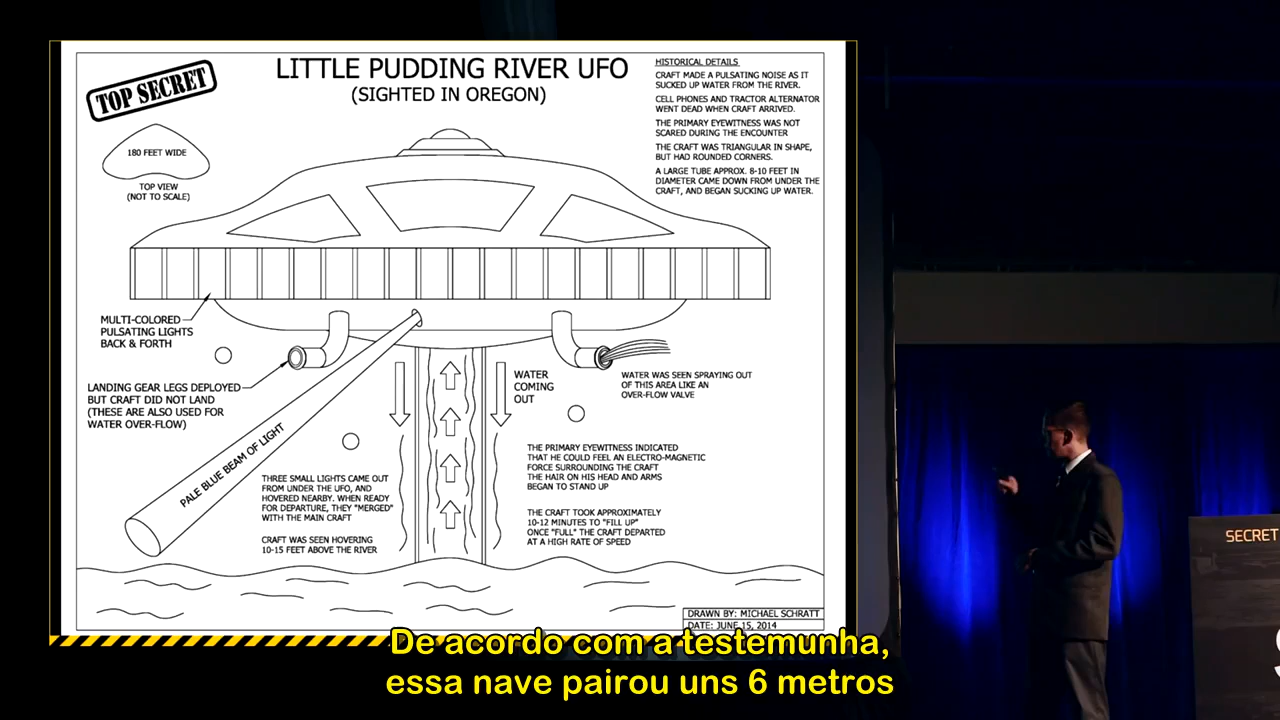 TOP SECRET
LITTLE PUDDING RIVER UFO
(SIGHTED IN OREGON)
HISTORICAL DETAILS
CRAFT MADE A PULSATING NOISE AS IT
SUCKED UP WATER FROM THE RIVER.
CELL PHONES AND TRACTOR ALTERNATOR
WENT DEAD WHEN CRAFT ARRIVED.
THE PRIMARY EYEWITNESS WAS NOT
SCARED DURING THE ENCOUNTER
THE CRAFT WAS TRIANGULAR IN SHAPE,
BUT HAD ROUNDED CORNERS.
A LARGE TUBE APPROX. 8-10 FEET IN
DIAMETER CAME DOWN FROM UNDER THE
CRAFT, AND BEGAN SUCKING UP WATER.
180 FEET WIDE
TOP VIEW
(NOT TO SCALE)
MULTI-COLORED
PULSATING LIGHTS
BACK & FORTH
LANDING GEAR LEGS DEPLOYED
BUT CRAFT DID NOT LAND
(THESE ARE ALSO USED FOR
WATER OVER-FLOW)
WATER
COMING
OUT
WATER WAS SEEN SPRAYING OUT
OF THIS AREA LIKE AN
OVER-FLOW VALVE
PALE BLUE BEAM OF LIGHT
THREE SMALL LIGHTS CAME OUT
FROM UNDER THE UFO, AND
HOVERED NEARBY. WHEN READY
FOR DEPARTURE, THEY "MERGED"
WITH THE MAIN CRAFT
CRAFT WAS SEEN HOVERING
10-15 FEET ABOVE THE RIVER
THE PRIMARY EYEWITNESS INDICATED
THAT HE COULD FEEL AN ELECTRO-MAGNETIC
FORCE SURROUNDING THE CRAFT
THE HAIR ON HIS HEAD AND ARMS
BEGAN TO STAND UP
THE CRAFT TOOK APPROXIMATELY
10-12 MINUTES TO "FILL UP"
ONCE "FULL" THE CRAFT DEPARTED
AT A HIGH RATE OF SPEED
DRAWN BY: MICHAEL SCHRATT
DATE: JUNE 15, 2014
SECRET
De acordo com a testemunha,
essa nave pairou uns 6 metros